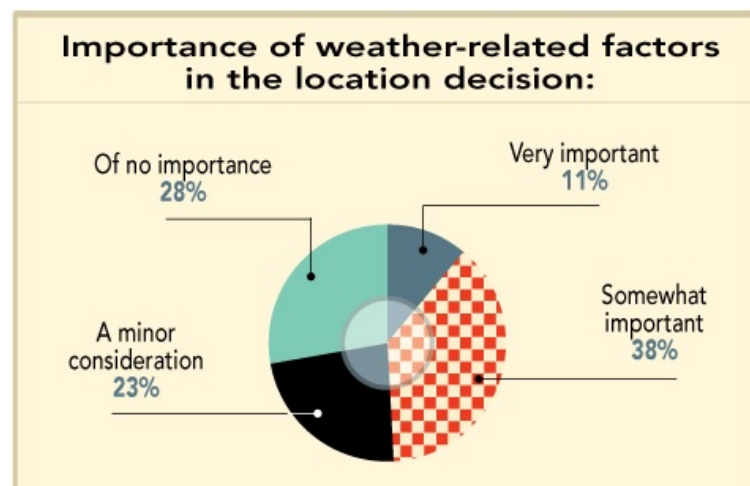 Importance of weather-related factors
in the location decision:
Of no importance
28%
Very important
11%
Somewhat
important
38%
A minor
consideration
23%